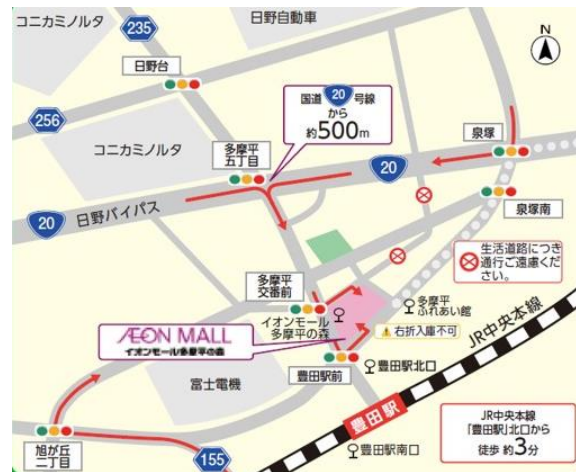 コニカミノルタ
235
日野自動車
N
日野台
国道20号線
から
約500m
256
コニカミノルタ
多摩平
五丁目
泉塚
20
20
日野バイパス
泉塚南
生活道路につき
通行ご遠慮くだ
さい。
多摩平
交番前
イオンモール
多摩平の森
多摩平
ふれあい館
右折入庫不可
JR中央本線
ÆON MALL
イオンモール多摩平の森
富士電機
豊田駅前
豊田駅北口
豊田駅
旭が丘
二丁目
155
豊田駅南口
JR中央本線
「豊田駅」北口から
徒歩 約3分